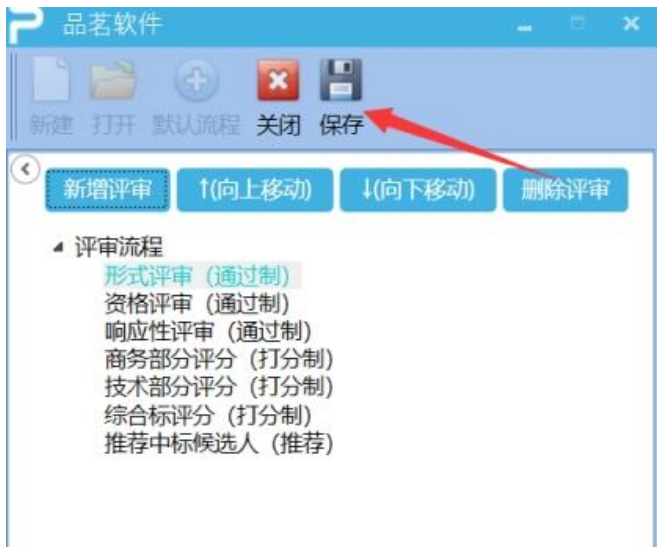 品茗软件
新建 打开 默认流程 关闭 保存
新增评审 ↑(向上移动) ↓(向下移动) 删除评审
评审流程
形式评审（通过制）
资格评审（通过制）
响应性评审（通过制）
商务部分评分（打分制）
技术部分评分（打分制）
综合标评分（打分制）
推荐中标候选人（推荐）